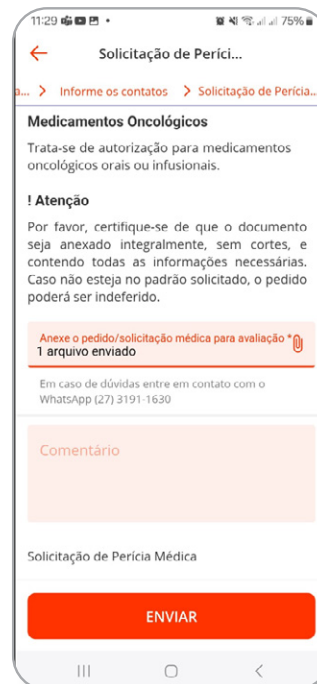 11:29
75%
Solicitação de Períci...
a... > Informe os contatos > Solicitação de Perícia...
Medicamentos Oncológicos
Trata-se de autorização para medicamentos
oncológicos orais ou infusionais.
! Atenção
Por favor, certifique-se de que o documento
seja anexado integralmente, sem cortes, e
contendo todas as informações necessárias.
Caso não esteja no padrão solicitado, o pedido
poderá ser indeferido.
Anexe o pedido/solicitação médica para avaliação *
1 arquivo enviado
Em caso de dúvidas entre em contato com o
WhatsApp (27) 3191-1630
Comentário
Solicitação de Perícia Médica
ENVIAR